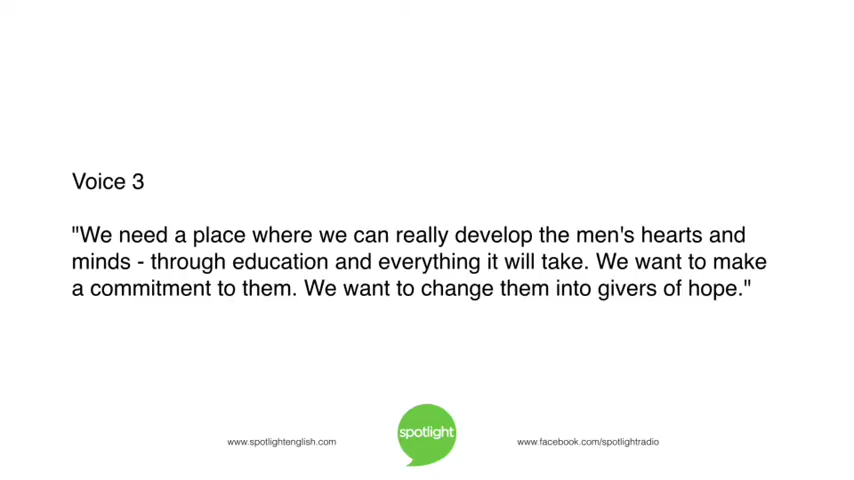 Voice 3
"We need a place where we can really develop the men's hearts and
minds - through education and everything it will take. We want to make
a commitment to them. We want to change them into givers of hope."
spotlight
www.spotlightenglish.com
www.facebook.com/spotlightradio